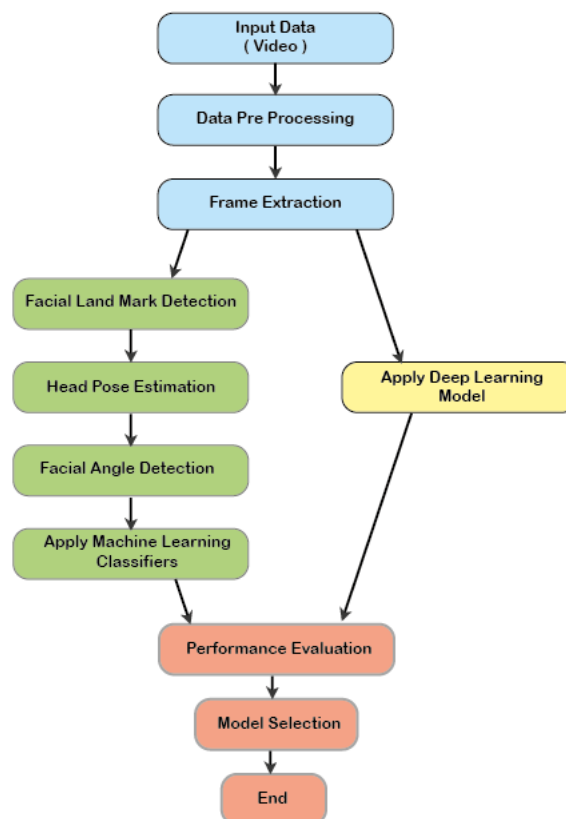 Input Data
( Video )
Data Pre Processing
Frame Extraction
Facial Land Mark Detection
Head Pose Estimation
Apply Deep Learning
Model
Facial Angle Detection
Apply Machine Learning
Classifiers
Performance Evaluation
Model Selection
End